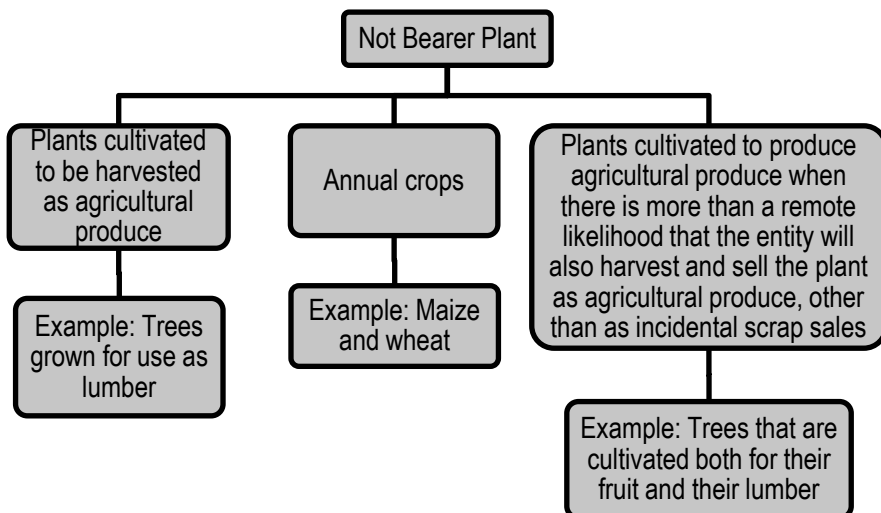 Not Bearer Plant
Plants cultivated
to be harvested
as agricultural
produce
Example: Trees
grown for use as
lumber
Annual crops
Example: Maize
and wheat
Plants cultivated to produce
agricultural produce when
there is more than a remote
likelihood that the entity will
also harvest and sell the plant
as agricultural produce, other
than as incidental scrap sales
Example: Trees that are
cultivated both for their
fruit and their lumber